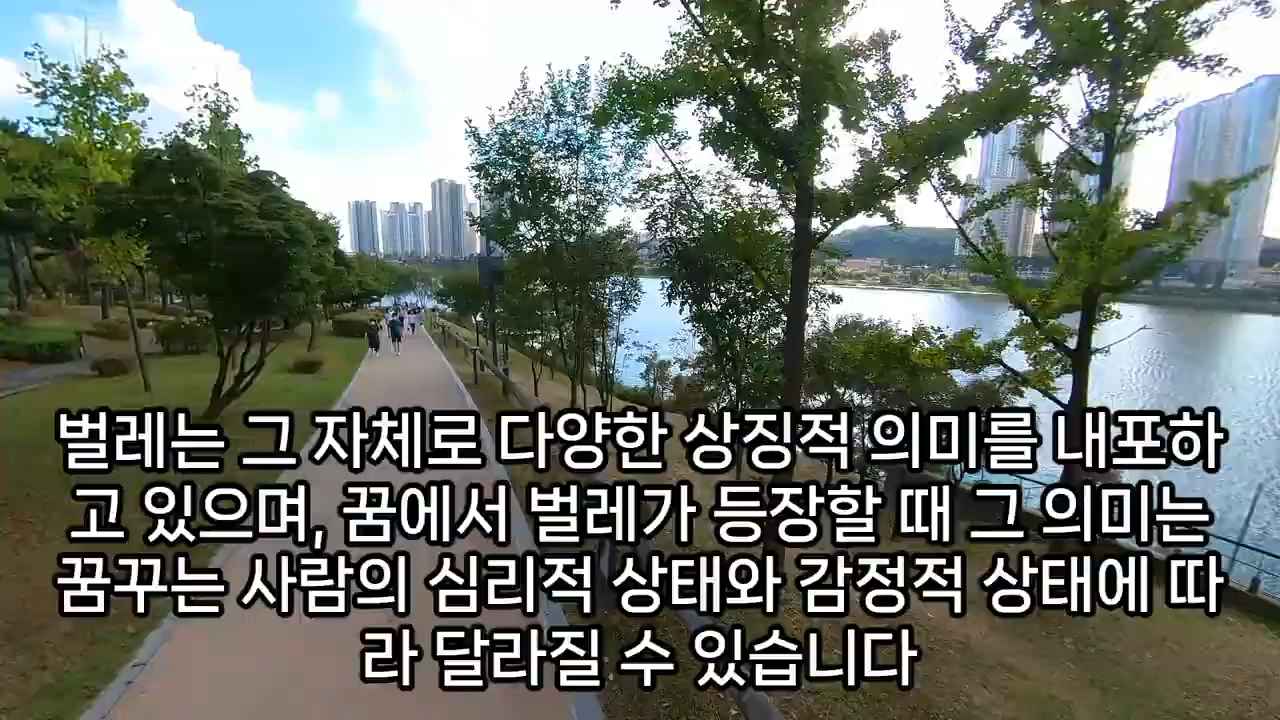 벌레는 그 자체로 다양한 상징적 의미를 내포하
고 있으며, 꿈에서 벌레가 등장할 때 그 의미는
꿈꾸는 사람의 심리적 상태와 감정적 상태에 따
라 달라질 수 있습니다